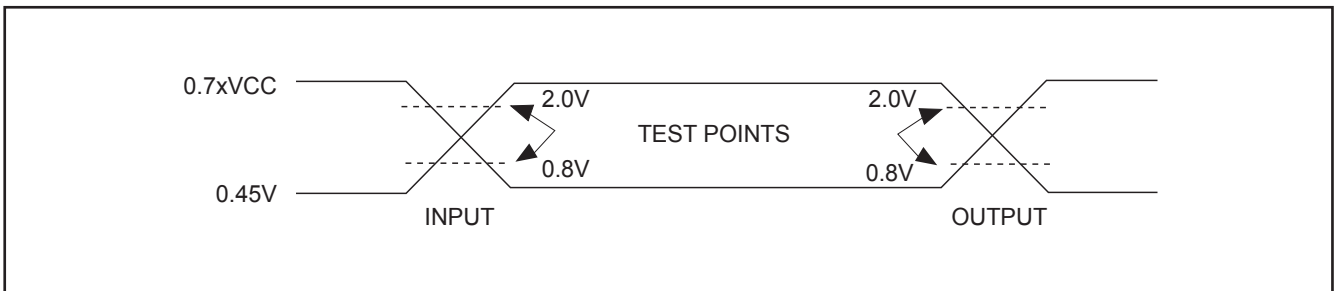 0.7xVCC
2.0V
2.0V
TEST POINTS
0.8V
0.8V
0.45V
INPUT
OUTPUT